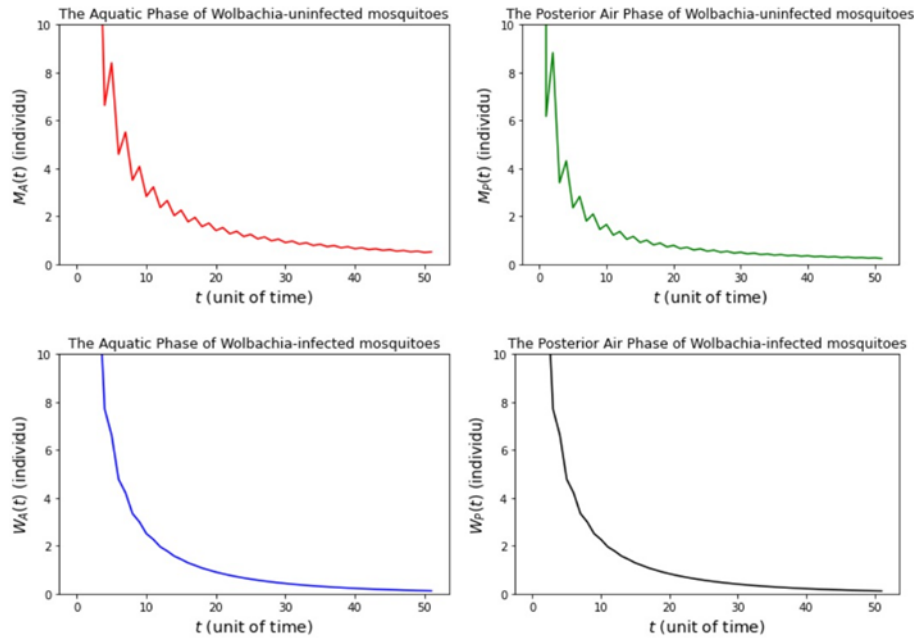 The Aquatic Phase of Wolbachia-uninfected mosquitoes
10
8
6
4
2
0
M_A(t) (individu)
0 10 20 30 40 50
t (unit of time)
The Posterior Air Phase of Wolbachia-uninfected mosquitoes
10
8
6
4
2
0
M_P(t) (individu)
0 10 20 30 40 50
t (unit of time)
The Aquatic Phase of Wolbachia-infected mosquitoes
10
8
6
4
2
0
W_A(t) (individu)
0 10 20 30 40 50
t (unit of time)
The Posterior Air Phase of Wolbachia-infected mosquitoes
10
8
6
4
2
0
W_P(t) (individu)
0 10 20 30 40 50
t (unit of time)